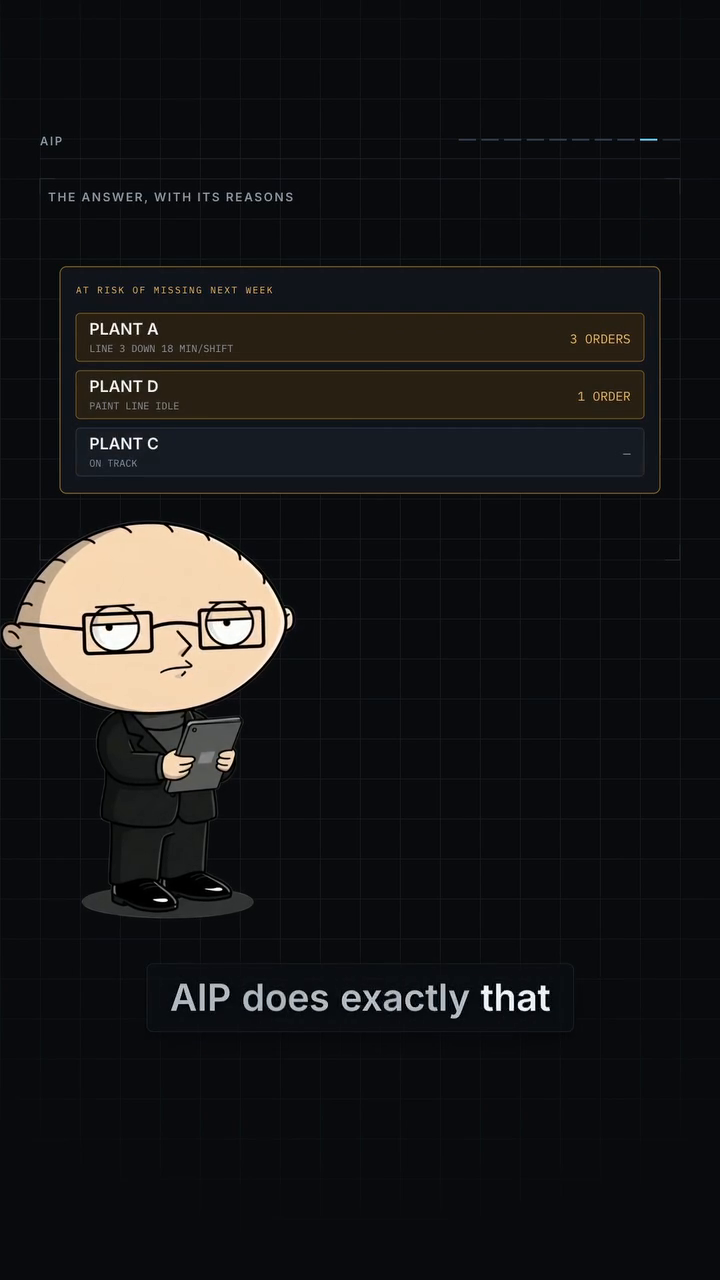 AIP
THE ANSWER, WITH ITS REASONS
AT RISK OF MISSING NEXT WEEK
PLANT A
LINE 3 DOWN 18 MIN/SHIFT
3 ORDERS
PLANT D
PAINT LINE IDLE
1 ORDER
PLANT C
ON TRACK
—
AIP does exactly that